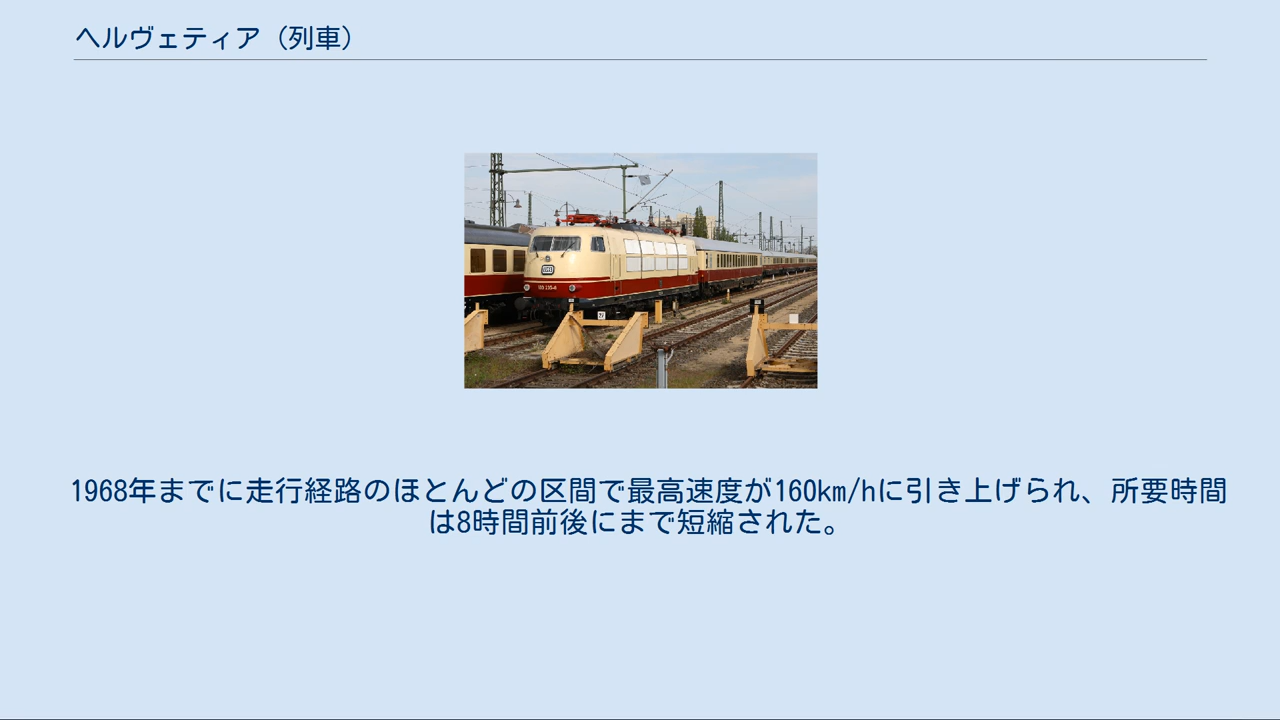 ヘルヴェティア（列車）
1968年までに走行経路のほとんどの区間で最高速度が160km/hに引き上げられ、所要時間
は8時間前後にまで短縮された。